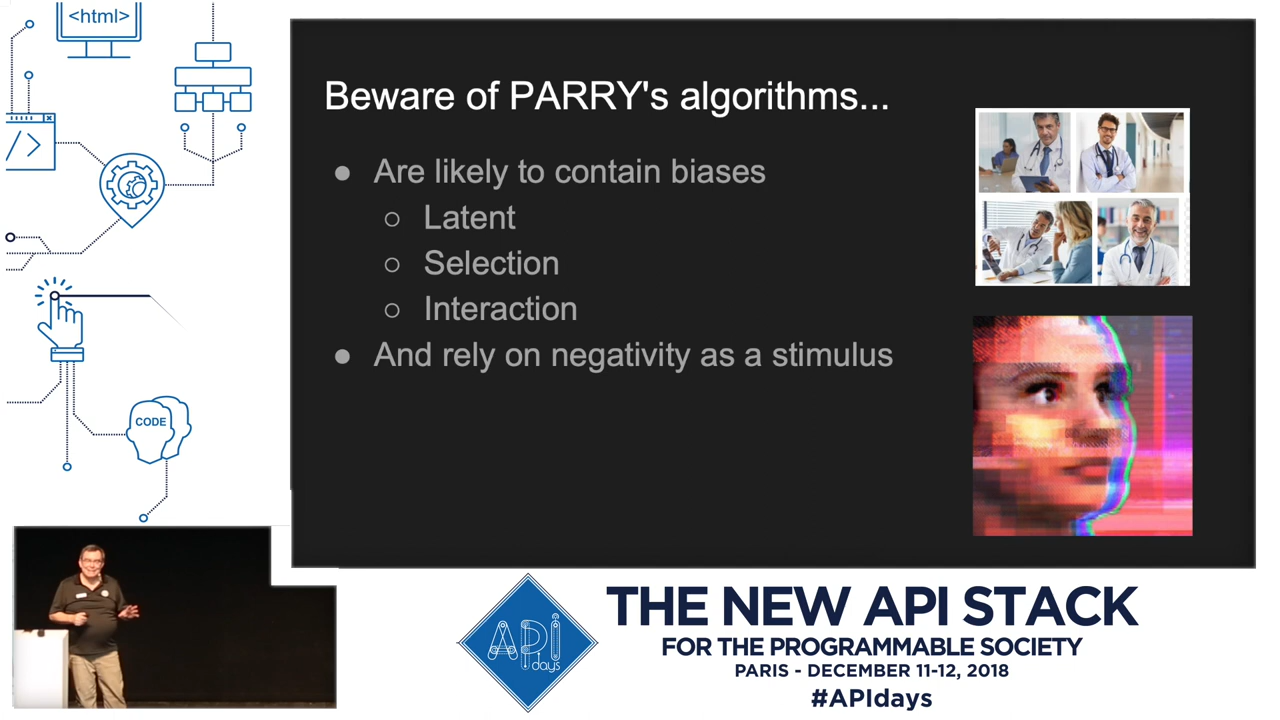 <html>
</>
CODE
Beware of PARRY's algorithms...
● Are likely to contain biases
○ Latent
○ Selection
○ Interaction
● And rely on negativity as a stimulus
API
days
THE NEW API STACK
FOR THE PROGRAMMABLE SOCIETY
PARIS - DECEMBER 11-12, 2018
#APIdays